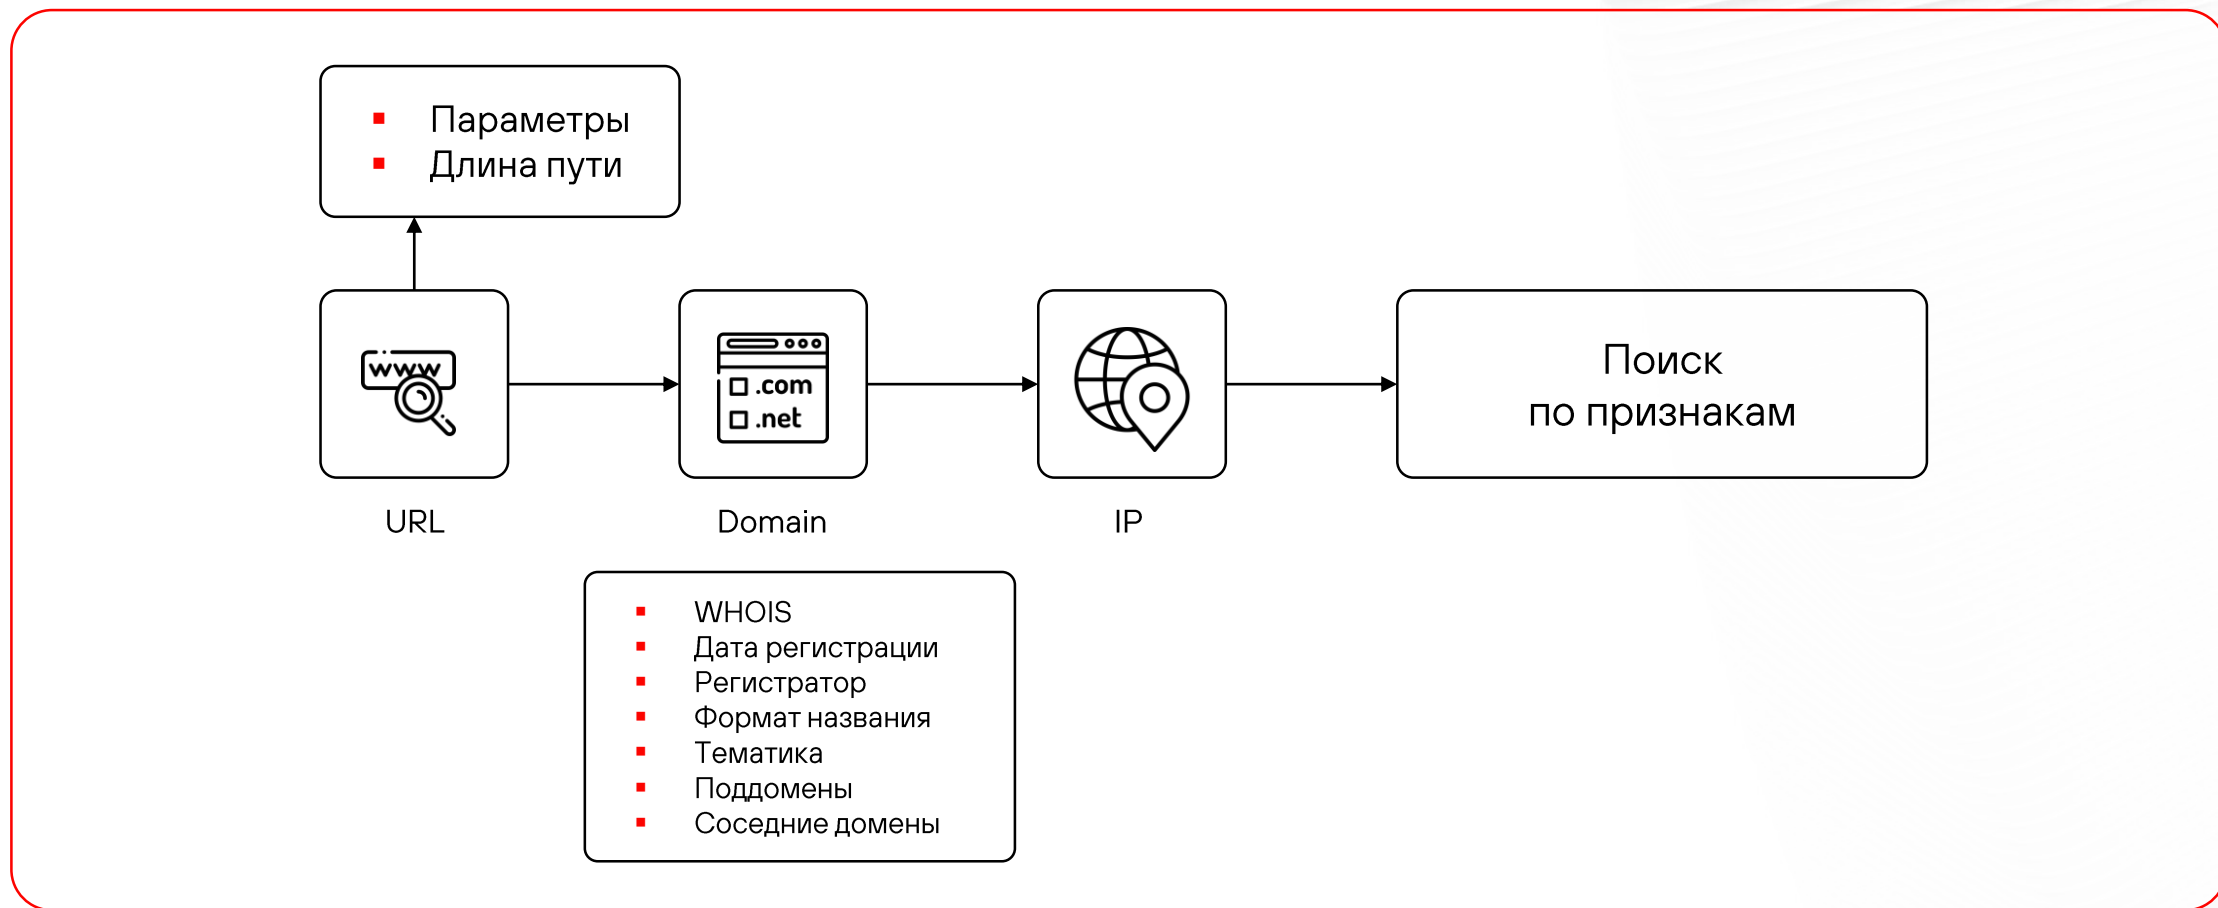 Параметры
Длина пути
www
.com
.net
Поиск
по признакам
URL
Domain
IP
WHOIS
Дата регистрации
Регистратор
Формат названия
Тематика
Поддомены
Соседние домены